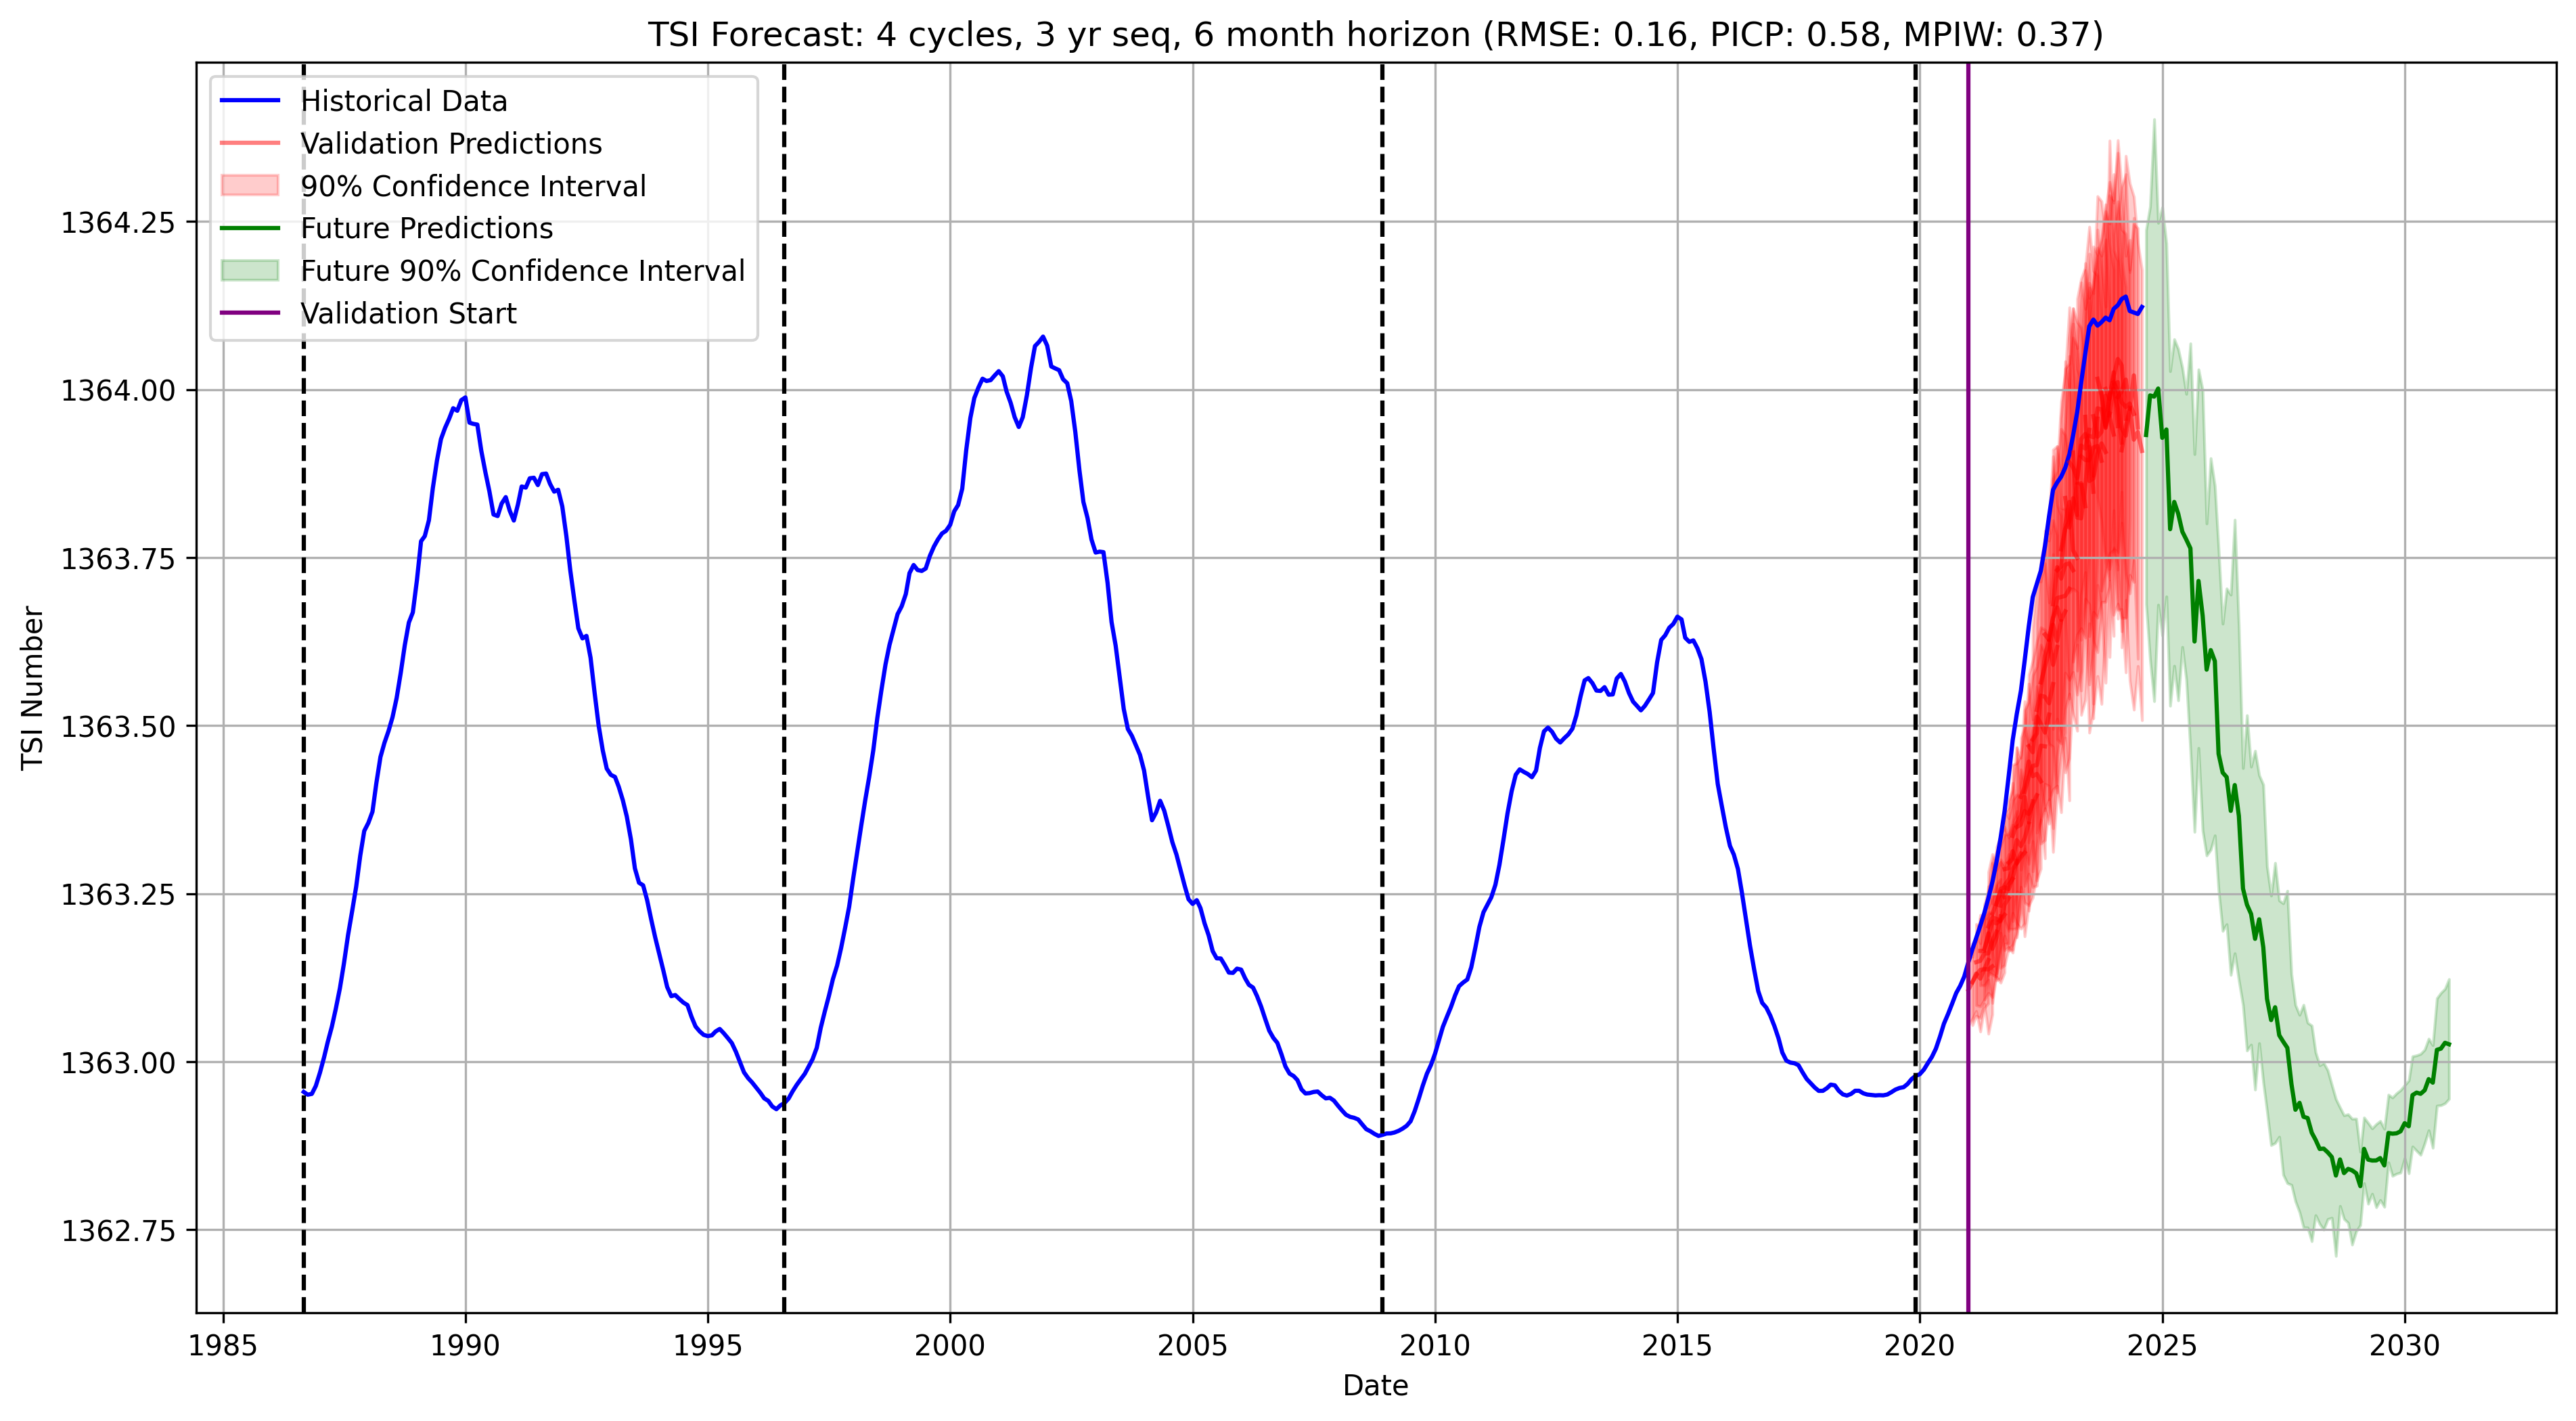 TSI Forecast: 4 cycles, 3 yr seq, 6 month horizon (RMSE: 0.16, PICP: 0.58, MPIW: 0.37)
Historical Data
Validation Predictions
90% Confidence Interval
Future Predictions
Future 90% Confidence Interval
Validation Start
TSI Number
1364.25
1364.00
1363.75
1363.50
1363.25
1363.00
1362.75
1985 1990 1995 2000 2005 2010 2015 2020 2025 2030
Date